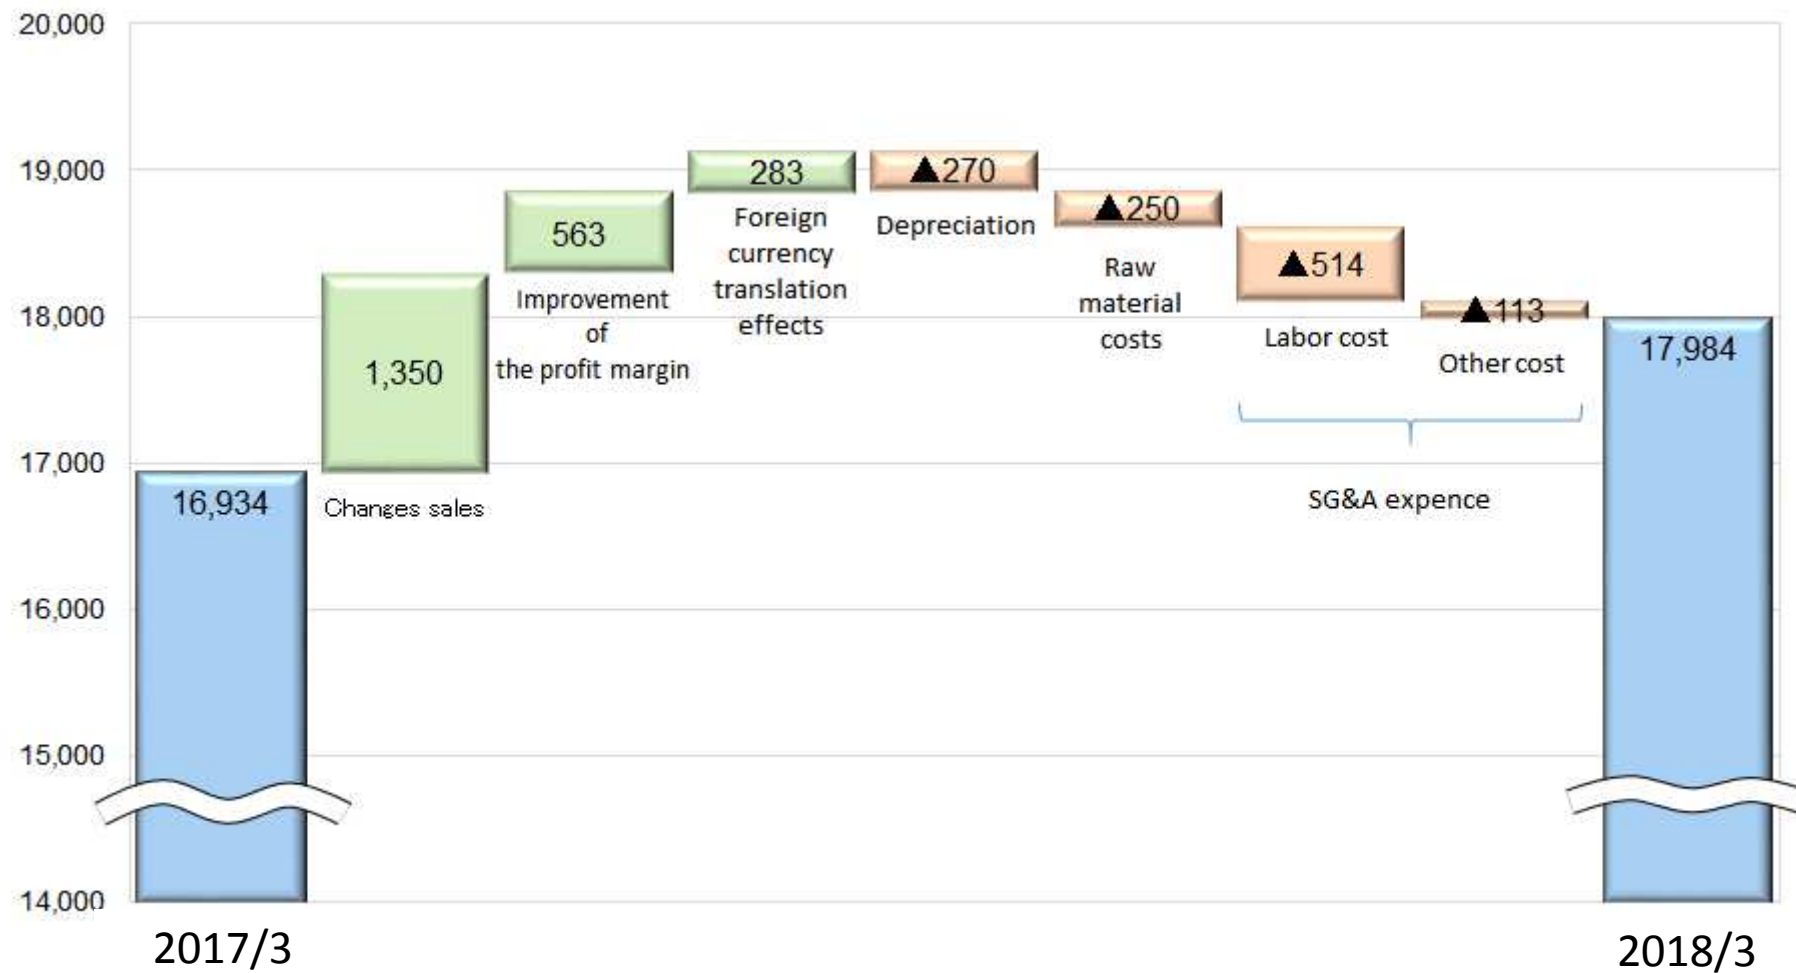 20,000
19,000
18,000
17,000
16,000
15,000
14,000
16,934
2017/3
1,350
Changes sales
563
Improvement
of
the profit margin
283
Foreign
currency
translation
effects
▲270
Depreciation
▲250
Raw
material
costs
▲514
Labor cost
▲113
Other cost
SG&A expence
17,984
2018/3